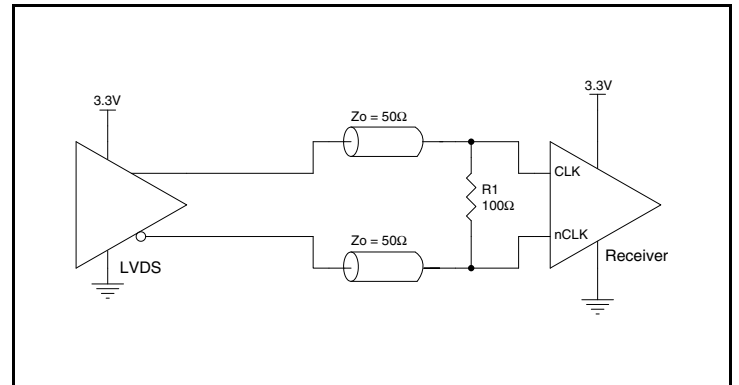 3.3V
3.3V
Zo = 50Ω
CLK
R1
100Ω
nCLK
Zo = 50Ω
LVDS
Receiver